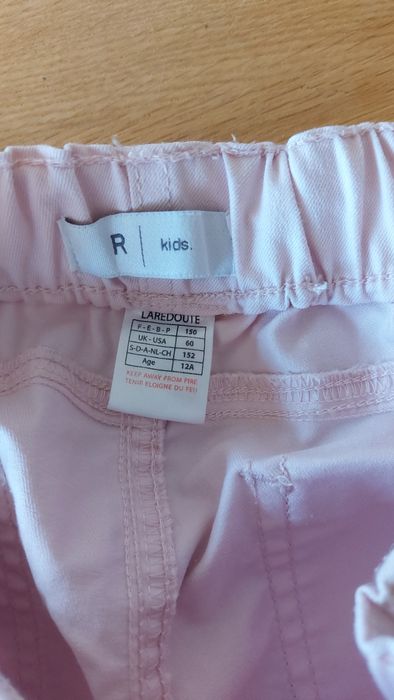 R | kids.
LAREDOUTE
F - E - B - P 150
UK - USA 60
S-D-A-NL-CH 152
Age 12A
KEEP AWAY FROM FIRE
TENIR ELOIGNE DU FEU